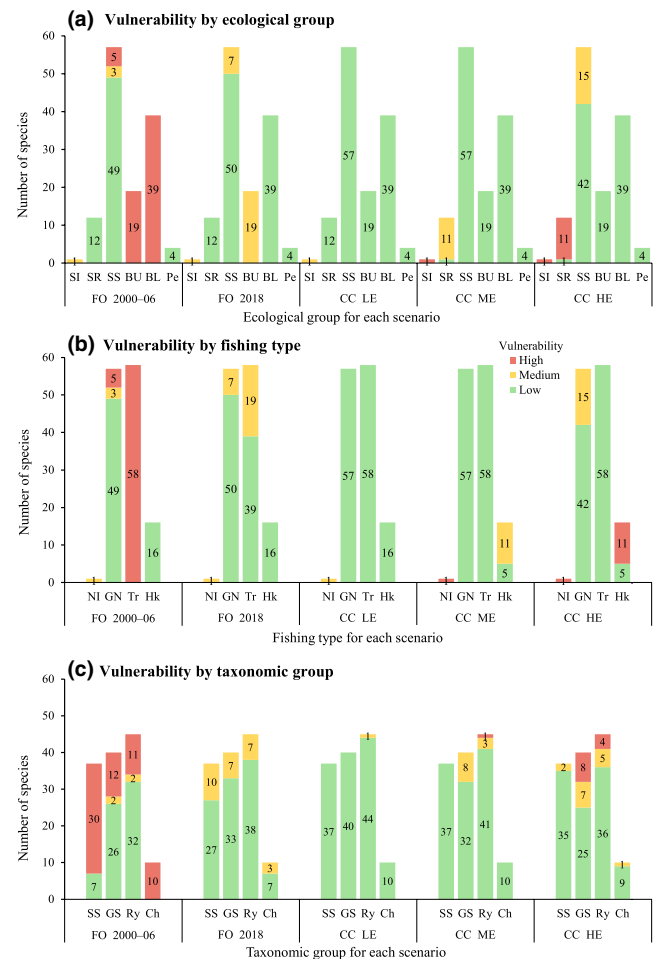 (a) Vulnerability by ecological group
Number of species
60
50
40
30
20
10
0
1 12 49 3 5 19 39 4
1 12 50 7 19 39 4
1 12 57 19 39 4
1 1 11 57 19 39 4
1 1 11 42 15 19 39 4
SI SR SS BU BL Pe SI SR SS BU BL Pe SI SR SS BU BL Pe SI SR SS BU BL Pe SI SR SS BU BL Pe
FO 2000–06 FO 2018 CC LE CC ME CC HE
Ecological group for each scenario
(b) Vulnerability by fishing type
Vulnerability
High
Medium
Low
Number of species
60
50
40
30
20
10
0
1 49 3 5 58 16
1 50 7 39 19 16
1 57 58 16
1 57 58 5 11
1 42 15 58 5 11
NI GN Tr Hk NI GN Tr Hk NI GN Tr Hk NI GN Tr Hk NI GN Tr Hk
FO 2000–06 FO 2018 CC LE CC ME CC HE
Fishing type for each scenario
(c) Vulnerability by taxonomic group
Number of species
60
50
40
30
20
10
0
7 30 26 2 12 32 2 11 10
27 10 33 7 38 7 7 3
37 40 44 1 10
37 32 8 41 3 1 10
35 2 25 7 8 36 5 4 9 1
SS GS Ry Ch SS GS Ry Ch SS GS Ry Ch SS GS Ry Ch SS GS Ry Ch
FO 2000–06 FO 2018 CC LE CC ME CC HE
Taxonomic group for each scenario